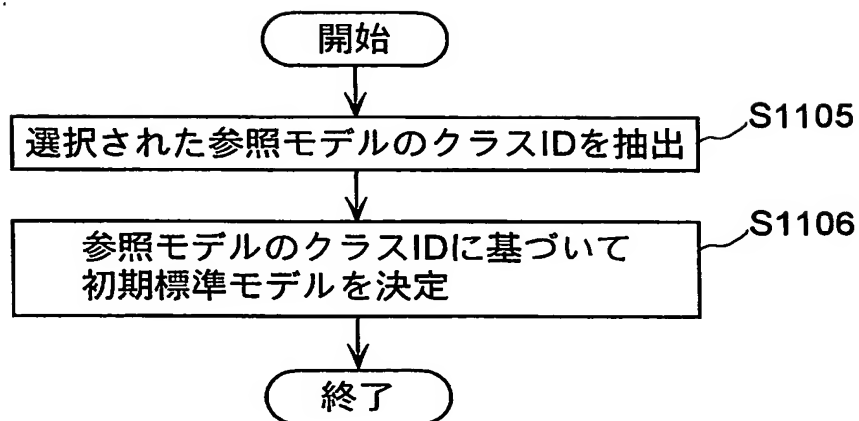 開始
選択された参照モデルのクラスIDを抽出
S1105
参照モデルのクラスIDに基づいて
初期標準モデルを決定
S1106
終了